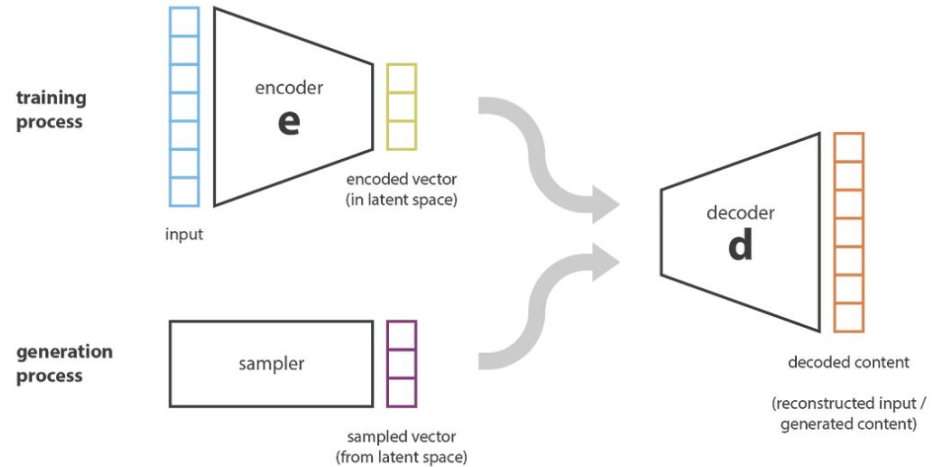 training
process
encoder
e
encoded vector
(in latent space)
input
decoder
d
decoded content
(reconstructed input /
generated content)
generation
process
sampler
sampled vector
(from latent space)